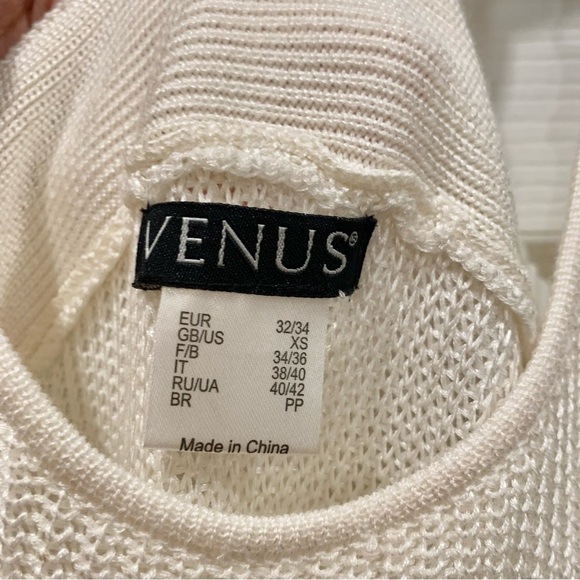 VENUS®
EUR 32/34
GB/US XS
F/B 34/36
IT 38/40
RU/UA 40/42
BR PP
Made in China